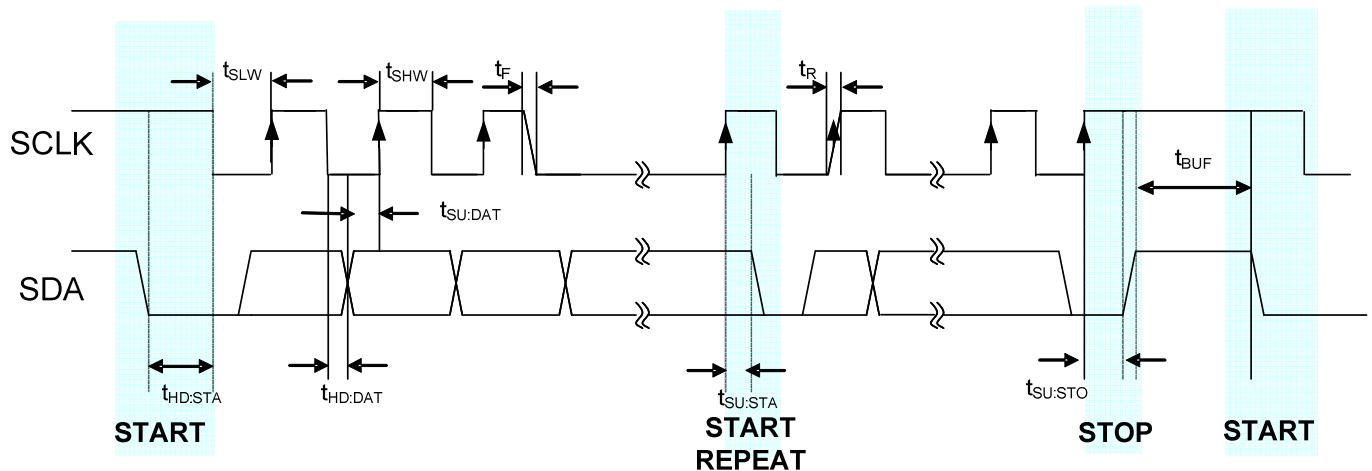 tSLW
tSHW
tF
tR
SCLK
tBUF
tSU:DAT
SDA
tHD:STA
tHD:DAT
tSU:STA
tSU:STO
START
START
REPEAT
STOP
START